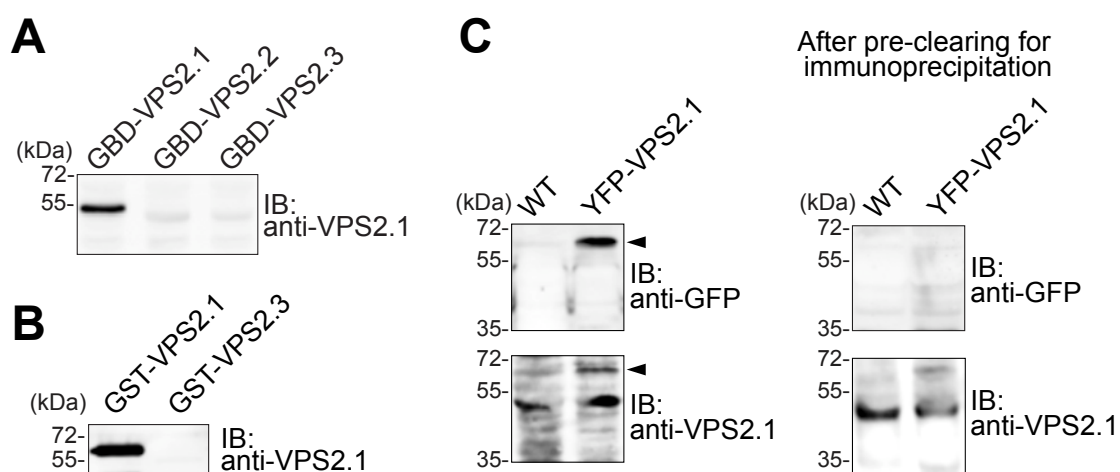 A
GBD-VPS2.1
GBD-VPS2.2
GBD-VPS2.3
(kDa)
72-
55-
IB:
anti-VPS2.1
B
GST-VPS2.1
GST-VPS2.3
(kDa)
72-
55-
IB:
anti-VPS2.1
C
WT
YFP-VPS2.1
(kDa)
72-
55-
35-
IB:
anti-GFP
72-
55-
35-
IB:
anti-VPS2.1
After pre-clearing for
immunoprecipitation
WT
YFP-VPS2.1
(kDa)
72-
55-
35-
IB:
anti-GFP
72-
55-
35-
IB:
anti-VPS2.1